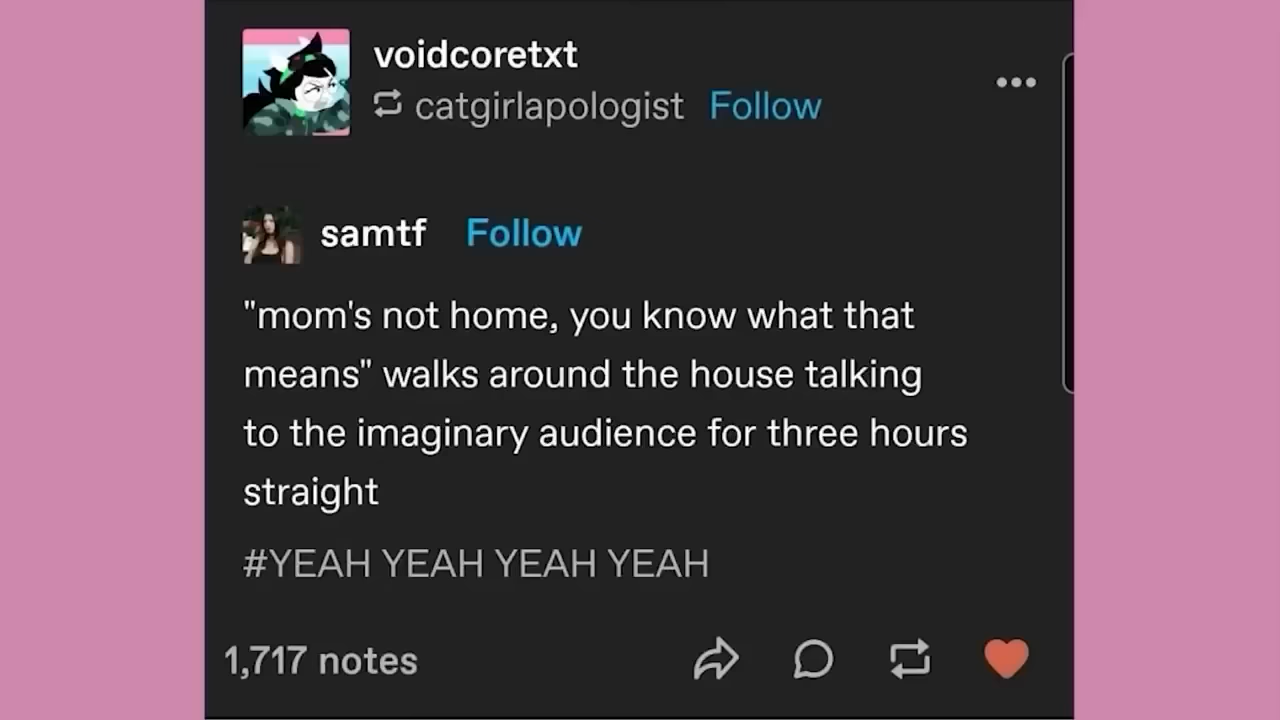 voidcoretxt
catgirlapologist Follow
samtf Follow
"mom's not home, you know what that
means" walks around the house talking
to the imaginary audience for three hours
straight
#YEAH YEAH YEAH YEAH
1,717 notes